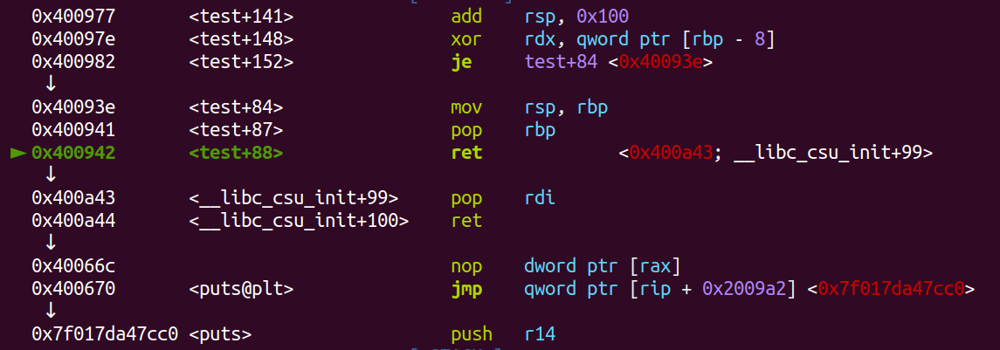 0x400977 <test+141> add rsp, 0x100
0x40097e <test+148> xor rdx, qword ptr [rbp - 8]
0x400982 <test+152> je test+84 <0x40093e>
↓
0x40093e <test+84> mov rsp, rbp
0x400941 <test+87> pop rbp
► 0x400942 <test+88> ret <0x400a43; __libc_csu_init+99>
↓
0x400a43 <__libc_csu_init+99> pop rdi
0x400a44 <__libc_csu_init+100> ret
↓
0x40066c nop dword ptr [rax]
0x400670 <puts@plt> jmp qword ptr [rip + 0x2009a2] <0x7f017da47cc0>
↓
0x7f017da47cc0 <puts> push r14